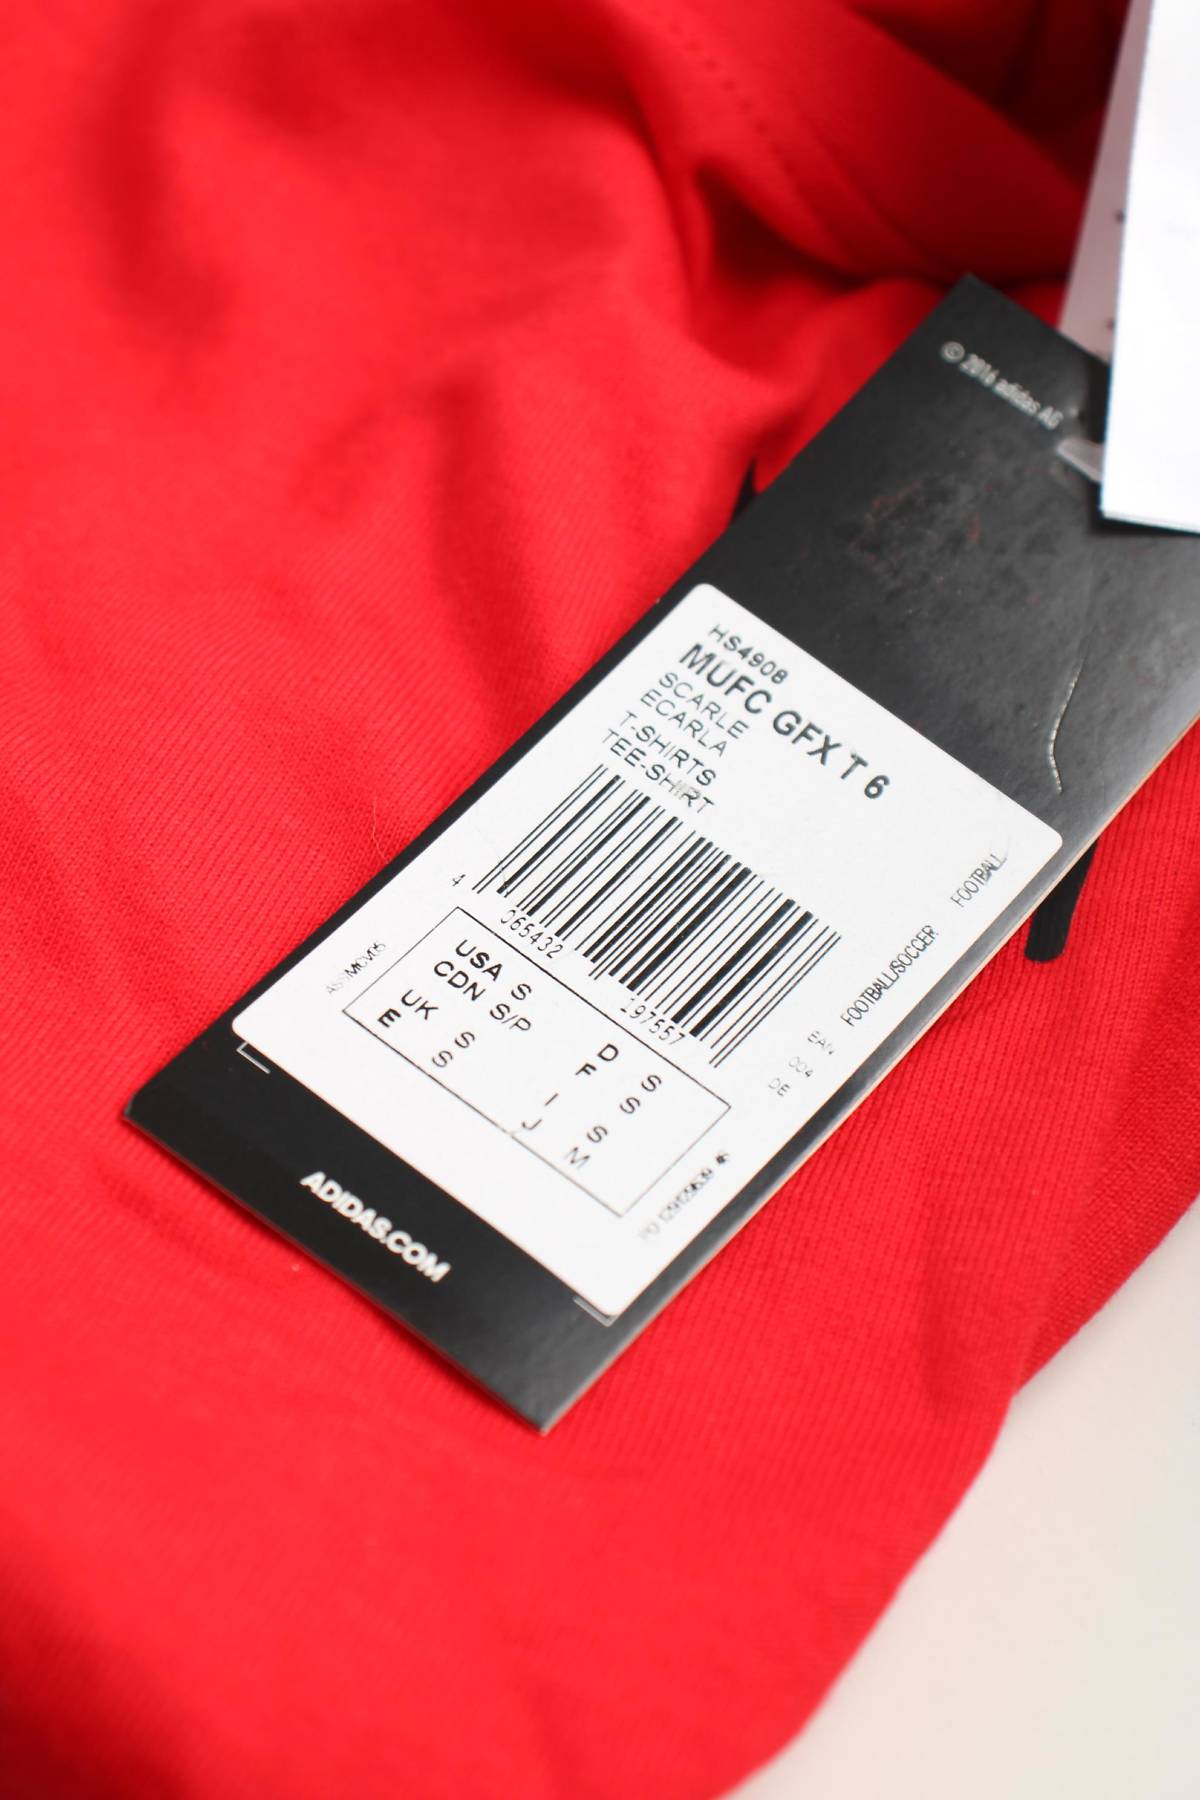 © 2016 adidas AG
HS4908
MUFC GFX T 6
SCARLE
ECARLA
T-SHIRTS
TEE-SHIRT
FOOTBALL
FOOTBALL/SOCCER
4 065432 197557
EAN
004
DE
USA S D S
CDN S/P F S
UK S I S
E S J M
ADIDAS.COM